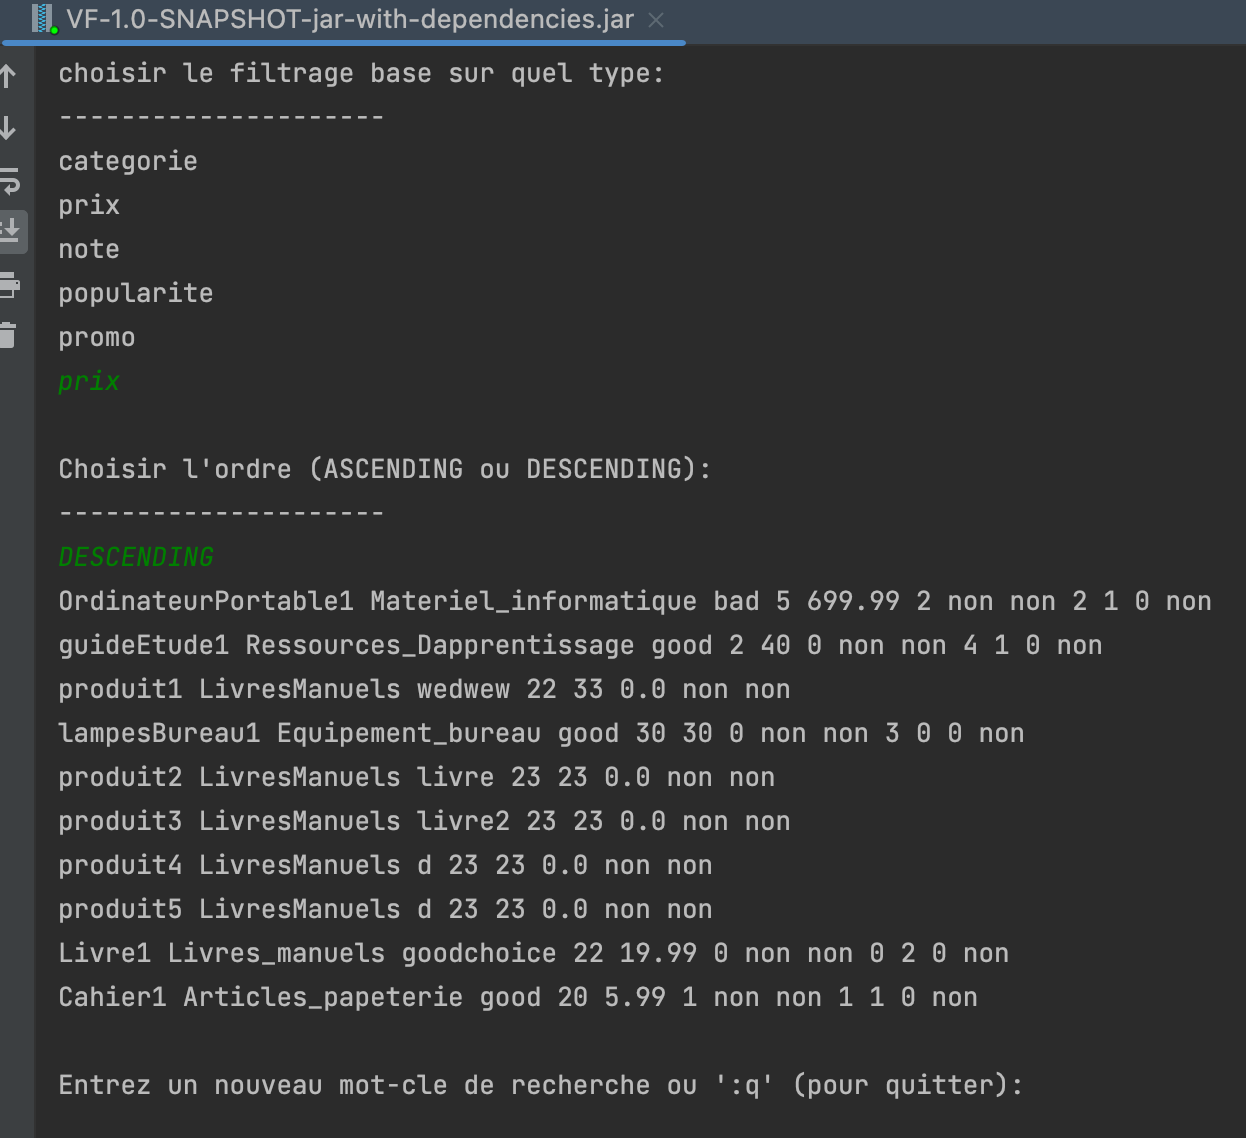 VF-1.0-SNAPSHOT-jar-with-dependencies.jar
choisir le filtrage base sur quel type:
---------------------
categorie
prix
note
popularite
promo
prix
Choisir l'ordre (ASCENDING ou DESCENDING):
---------------------
DESCENDING
OrdinateurPortable1 Materiel_informatique bad 5 699.99 2 non non 2 1 0 non
guideEtude1 Ressources_Dapprentissage good 2 40 0 non non 4 1 0 non
produit1 LivresManuels wedwew 22 33 0.0 non non
lampesBureau1 Equipement_bureau good 30 30 0 non non 3 0 0 non
produit2 LivresManuels livre 23 23 0.0 non non
produit3 LivresManuels livre2 23 23 0.0 non non
produit4 LivresManuels d 23 23 0.0 non non
produit5 LivresManuels d 23 23 0.0 non non
Livre1 Livres_manuels goodchoice 22 19.99 0 non non 0 2 0 non
Cahier1 Articles_papeterie good 20 5.99 1 non non 1 1 0 non
Entrez un nouveau mot-cle de recherche ou ':q' (pour quitter):